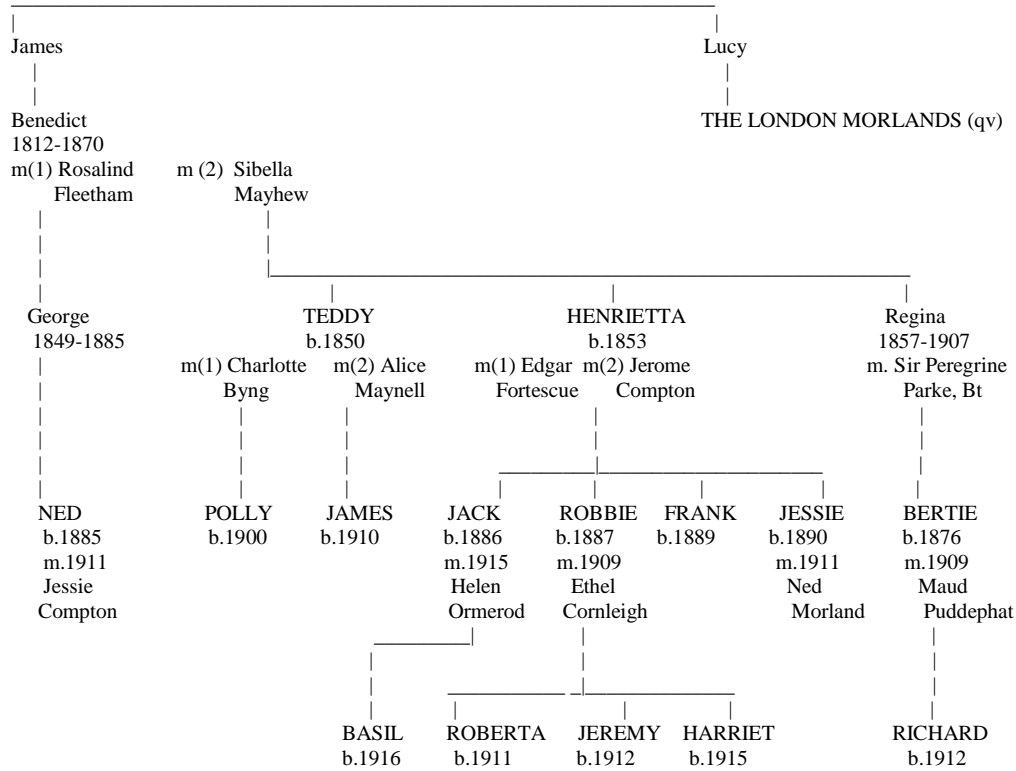 James Lucy
Benedict THE LONDON MORLANDS (qv)
1812-1870
m(1) Rosalind m (2) Sibella
Fleetham Mayhew
George TEDDY HENRIETTA Regina
1849-1885 b.1850 b.1853 1857-1907
m(1) Charlotte m(2) Alice m(1) Edgar m(2) Jerome m. Sir Peregrine
Byng Maynell Fortescue Compton Parke, Bt
NED POLLY JAMES JACK ROBBIE FRANK JESSIE BERTIE
b.1885 b.1900 b.1910 b.1886 b.1887 b.1889 b.1890 b.1876
m.1911 m.1915 m.1909 m.1911 m.1909
Jessie Helen Ethel Ned Maud
Compton Ormerod Cornleigh Morland Puddephat
BASIL ROBERTA JEREMY HARRIET RICHARD
b.1916 b.1911 b.1912 b.1915 b.1912